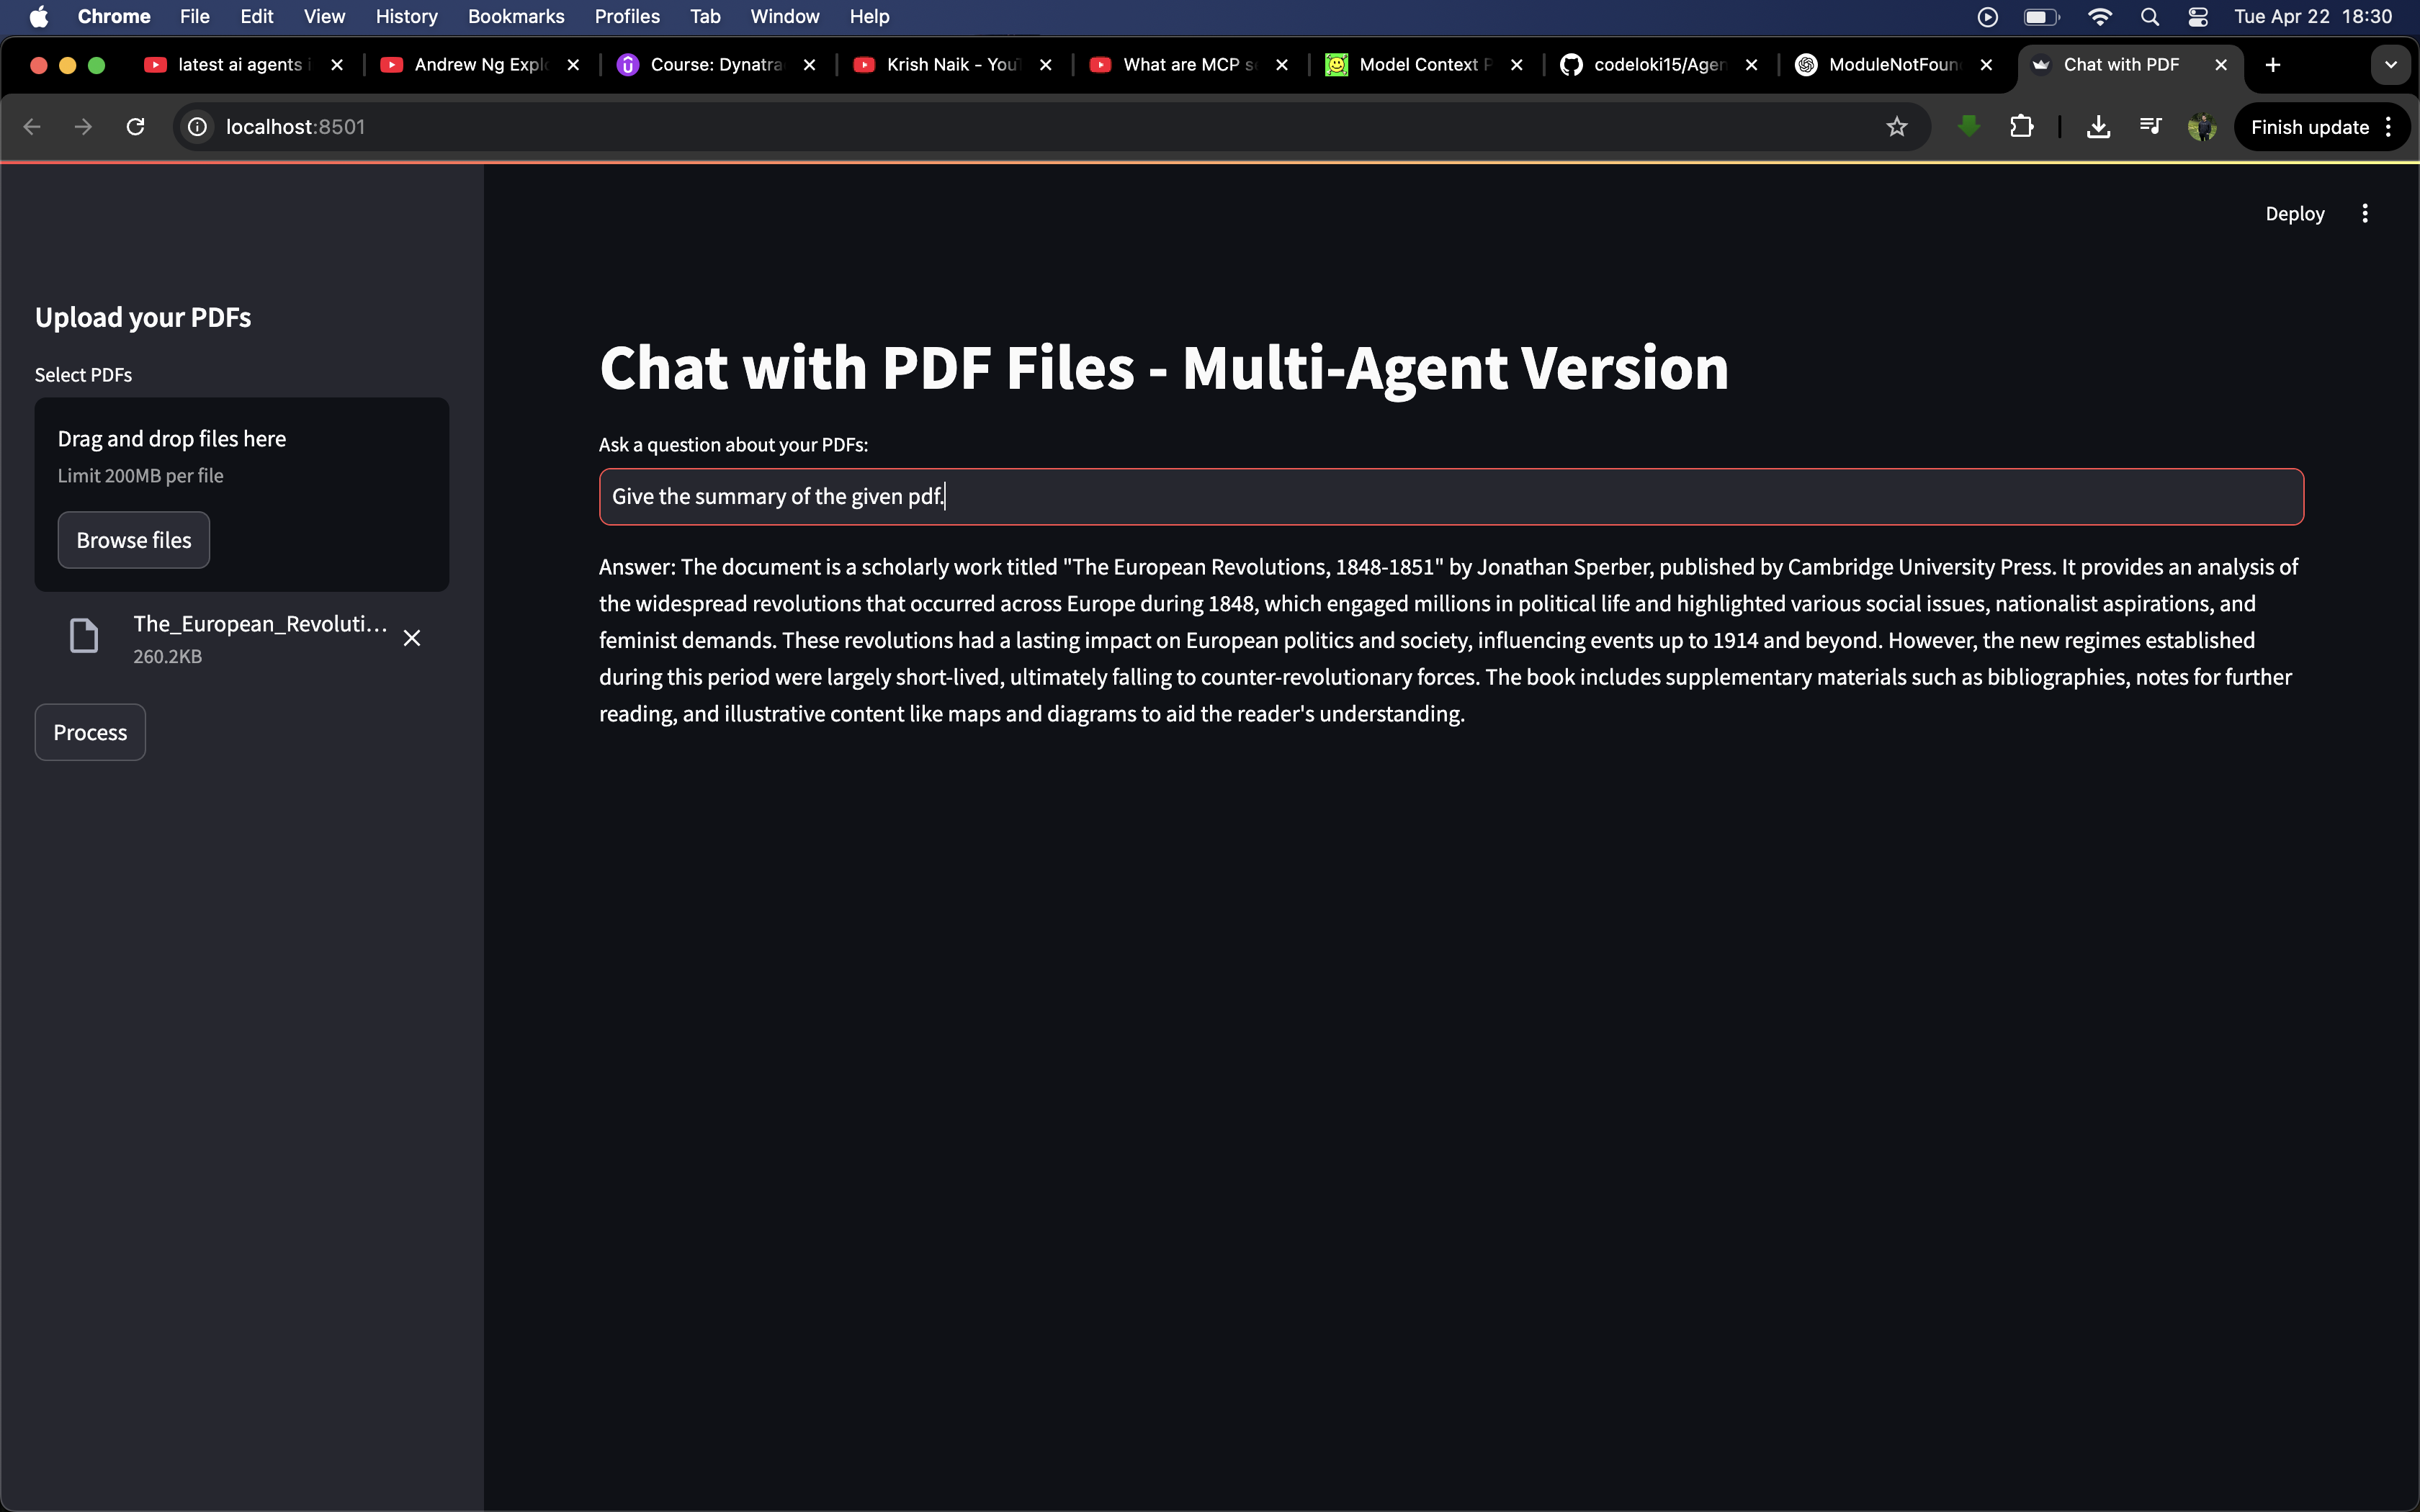 Chrome File Edit View History Bookmarks Profiles Tab Window Help Tue Apr 22 18:30
latest ai agents Andrew Ng Explo Course: Dynatra Krish Naik - YouT What are MCP s Model Context P codeloki15/Agen ModuleNotFoun Chat with PDF
localhost:8501 Finish update
Deploy
Upload your PDFs
Select PDFs
Drag and drop files here
Limit 200MB per file
Browse files
The_European_Revoluti...
260.2KB
Process
Chat with PDF Files - Multi-Agent Version
Ask a question about your PDFs:
Give the summary of the given pdf.
Answer: The document is a scholarly work titled "The European Revolutions, 1848-1851" by Jonathan Sperber, published by Cambridge University Press. It provides an analysis of
the widespread revolutions that occurred across Europe during 1848, which engaged millions in political life and highlighted various social issues, nationalist aspirations, and
feminist demands. These revolutions had a lasting impact on European politics and society, influencing events up to 1914 and beyond. However, the new regimes established
during this period were largely short-lived, ultimately falling to counter-revolutionary forces. The book includes supplementary materials such as bibliographies, notes for further
reading, and illustrative content like maps and diagrams to aid the reader's understanding.